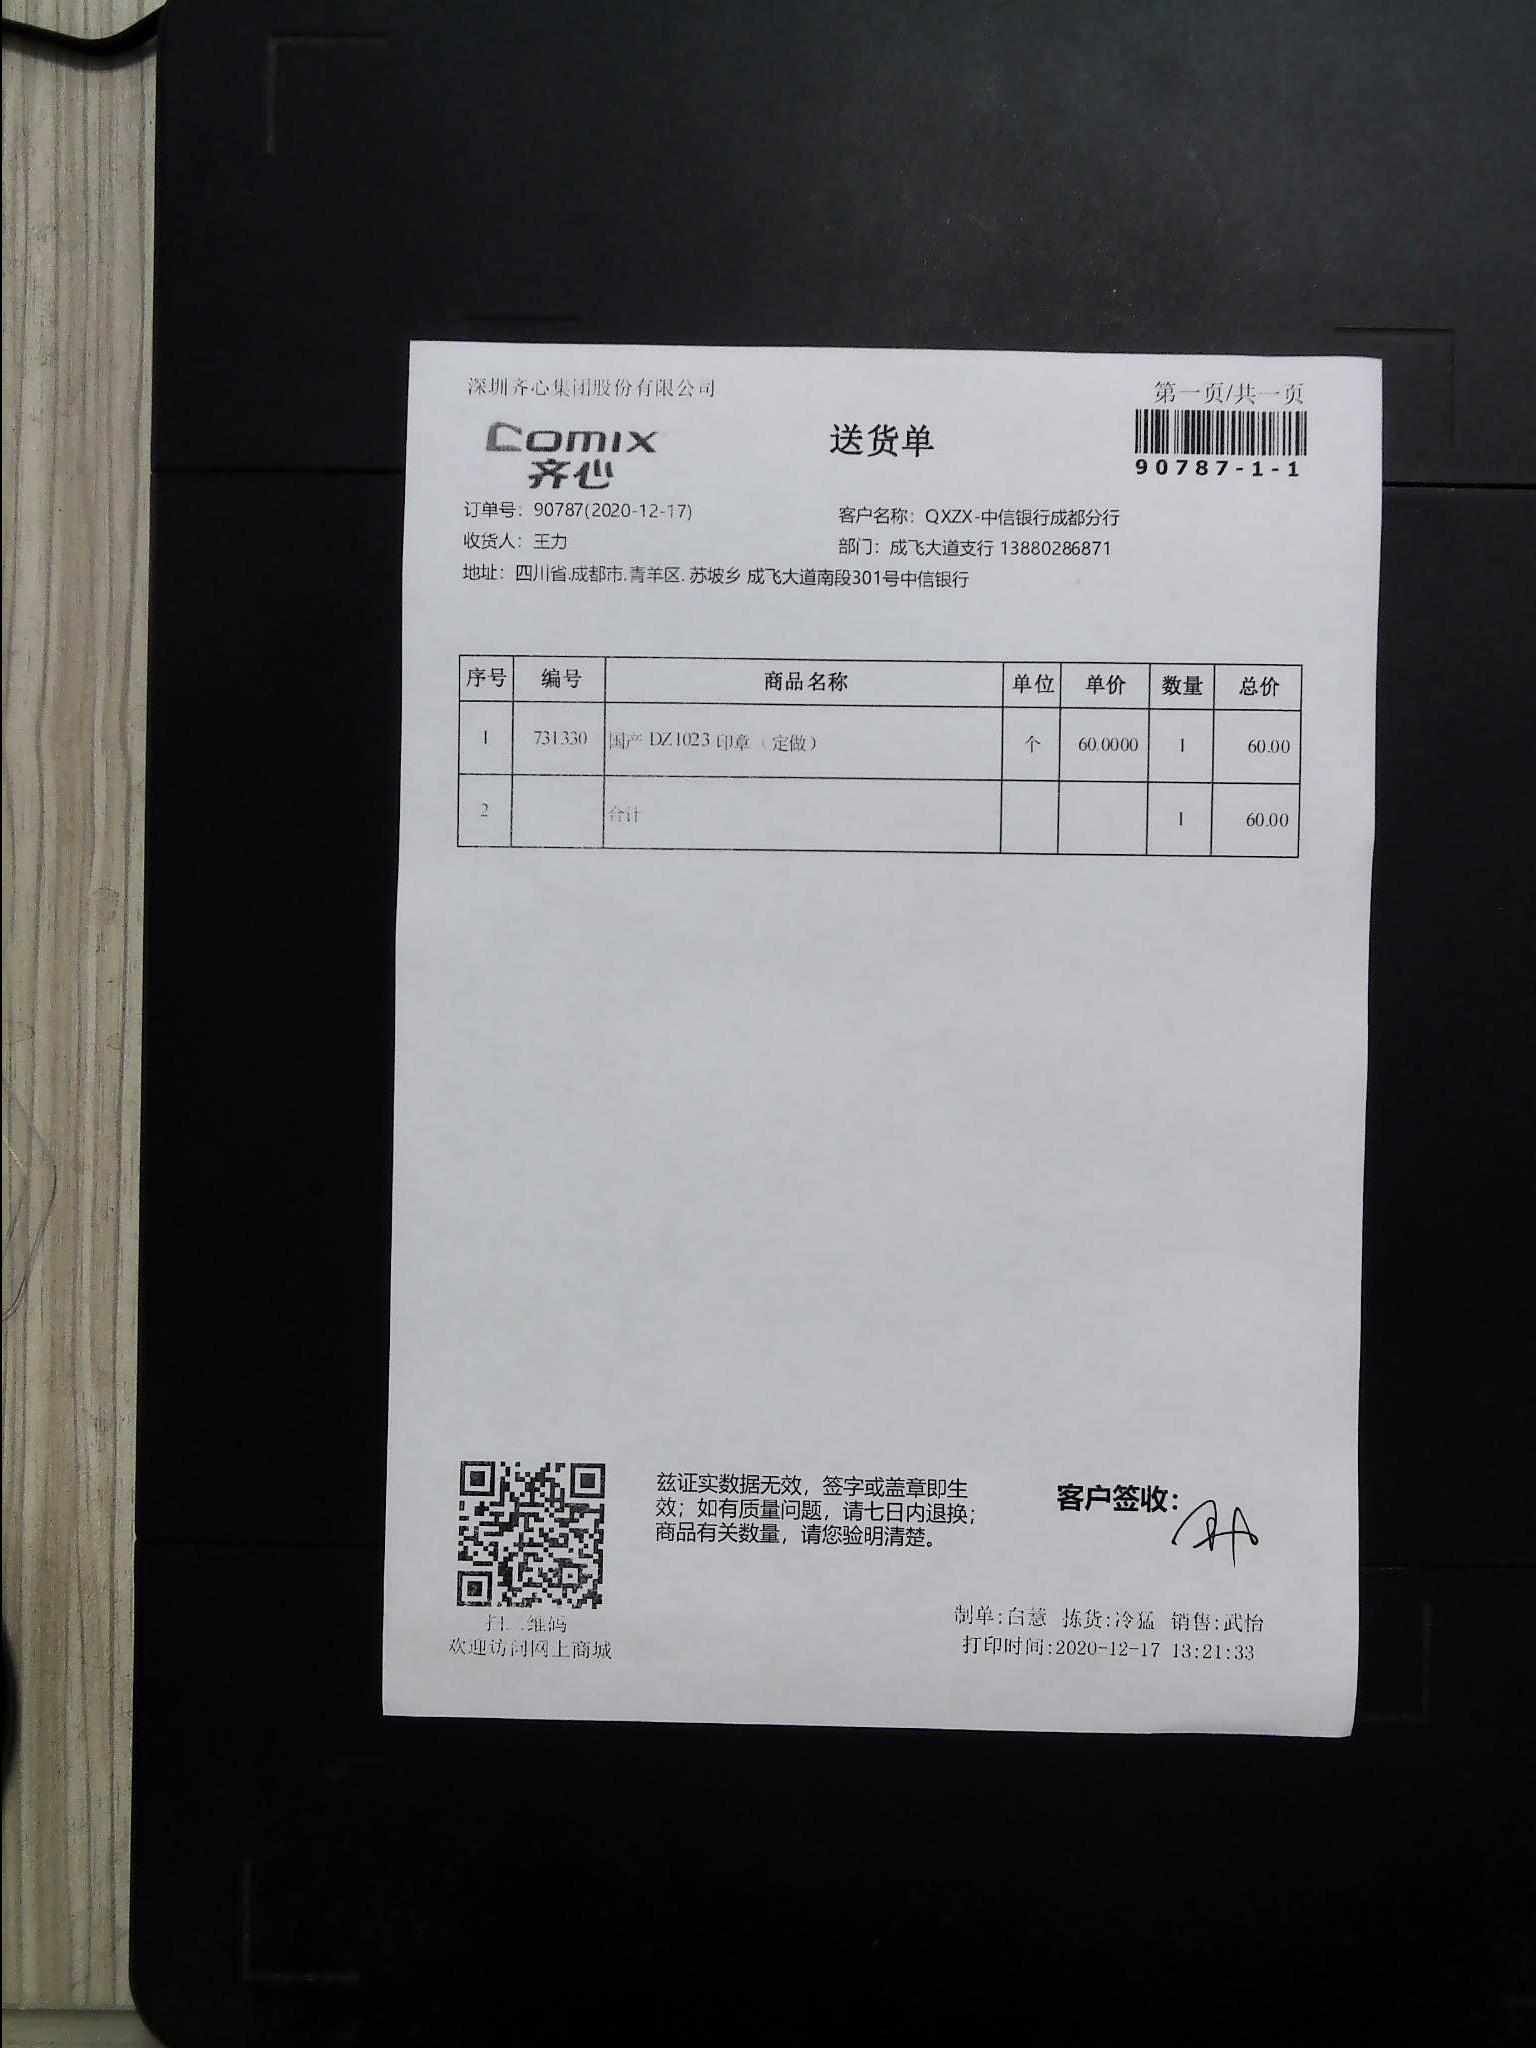 深圳齐心集团股份有限公司
第一页/共一页
comix
齐心
送货单
90787-1-1
订单号：90787(2020-12-17)
客户名称：QXZX-中信银行成都分行
收货人：王力
部门：成飞大道支行 13880286871
地址：四川省.成都市.青羊区. 苏坡乡 成飞大道南段301号中信银行
序号 编号 商品名称 单位 单价 数量 总价
1 731330 国产 DZ1023 印章（定做） 个 60.0000 1 60.00
2 合计 1 60.00
兹证实数据无效，签字或盖章即生
效；如有质量问题，请七日内退换；
商品有关数量，请您验明清楚。
客户签收：
扫二维码
欢迎访问网上商城
制单:白慧 拣货:冷猛 销售:武怡
打印时间:2020-12-17 13:21:33